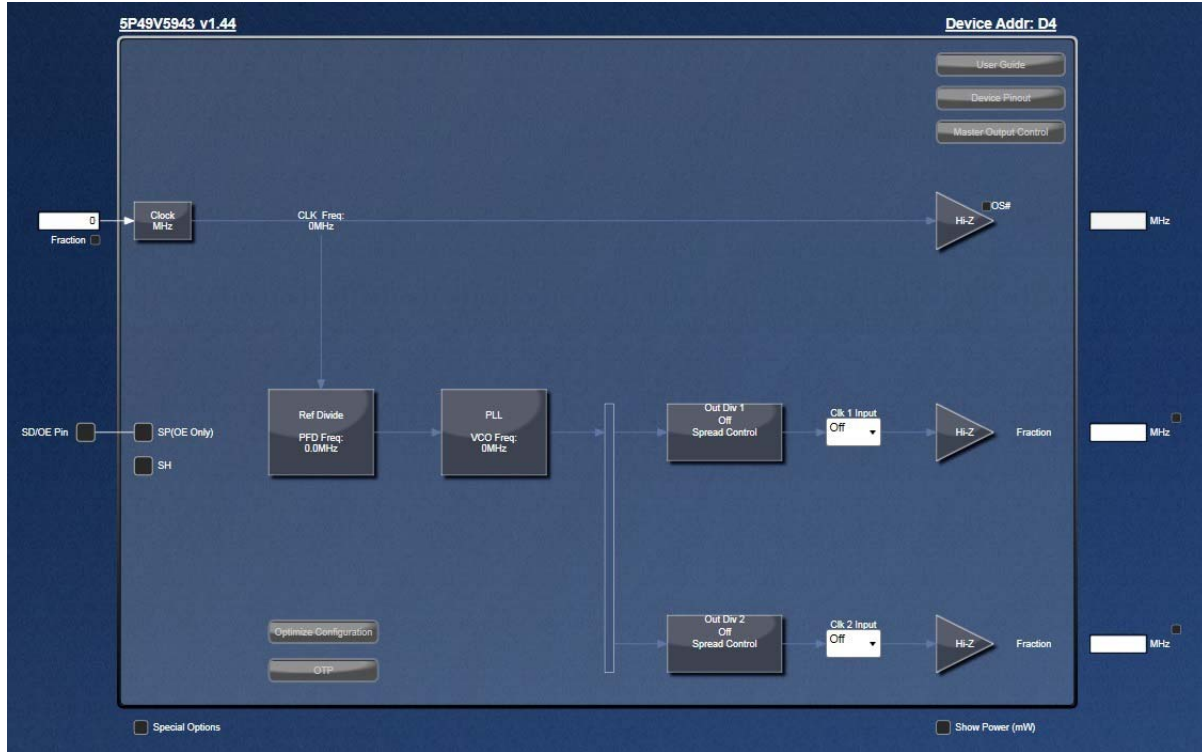 5P49V5943 v1.44
Device Addr: D4
User Guide
Device Pinout
Master Output Control
0
Fraction
Clock
MHz
CLK Freq:
0MHz
OS#
Hi-Z
MHz
SD/OE Pin
SP(OE Only)
SH
Ref Divide
PFD Freq:
0.0MHz
PLL
VCO Freq:
0MHz
Out Div 1
Off
Spread Control
Clk 1 Input
Off
Hi-Z
Fraction
MHz
Out Div 2
Off
Spread Control
Clk 2 Input
Off
Hi-Z
Fraction
MHz
Optimize Configuration
OTP
Special Options
Show Power (mW)